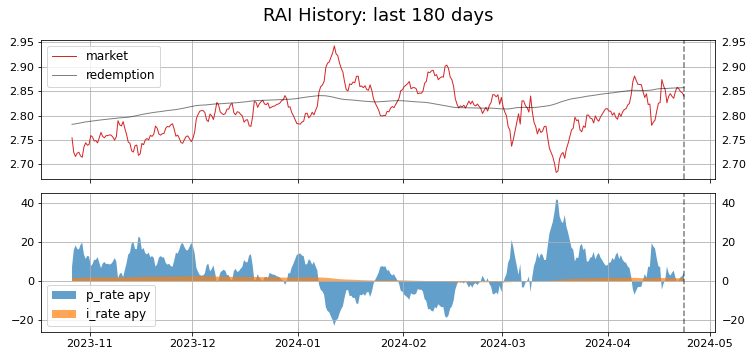 RAI History: last 180 days
2.95 2.95
market
redemption
2.90 2.90
2.85 2.85
2.80 2.80
2.75 2.75
2.70 2.70
40 40
20 20
0 0
p_rate apy
i_rate apy
−20 −20
2023-11 2023-12 2024-01 2024-02 2024-03 2024-04 2024-05